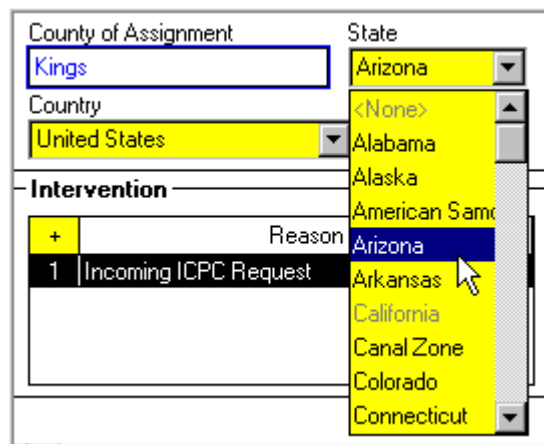 County of Assignment State
Kings Arizona
Country
<None>
United States
Alabama
Alaska
Intervention
American Samo
+ Reason
Arizona
1 Incoming ICPC Request
Arkansas
California
Canal Zone
Colorado
Connecticut